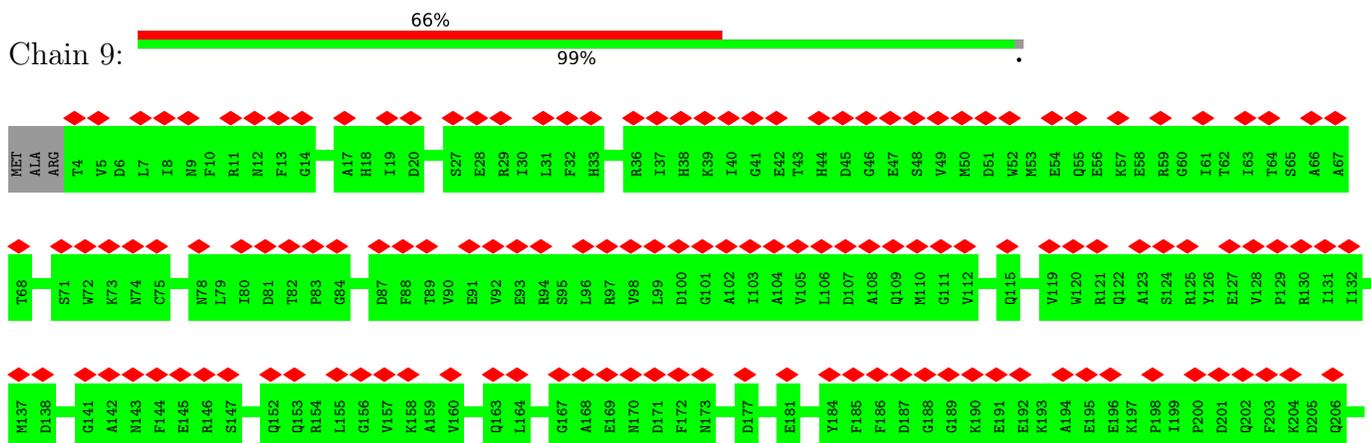 66%
Chain 9:
99% .
MET ALA ARG T4 V5 D6 L7 I8 N9 F10 R11 N12 F13 G14 A17 H18 I19 D20 S27 E28 R29 I30 L31 F32 H33 R36 I37 H38 K39 I40 G41 E42 T43 H44 D45 G46 E47 S48 V49 M50 D51 W52 M53 E54 Q55 E56 K57 E58 R59 G60 I61 T62 I63 T64 S65 A66 A67
T68 S71 W72 K73 N74 C75 N78 L79 I80 D81 T82 P83 G84 D87 F88 T89 V90 E91 V92 E93 R94 S95 L96 R97 V98 L99 D100 G101 A102 I103 A104 V105 L106 D107 A108 Q109 M110 G111 V112 Q115 V119 W120 R121 Q122 A123 S124 R125 Y126 E127 V128 P129 R130 I131 I132
M137 D138 G141 A142 N143 F144 E145 R146 S147 Q152 Q153 R154 L155 G156 V157 K158 A159 V160 Q163 L164 G167 A168 E169 N170 D171 F172 N173 D177 E181 Y184 F185 F186 D187 G188 G189 K190 E191 E192 K193 A194 E195 E196 K197 P198 I199 P200 D201 Q202 F203 K204 D205 Q206